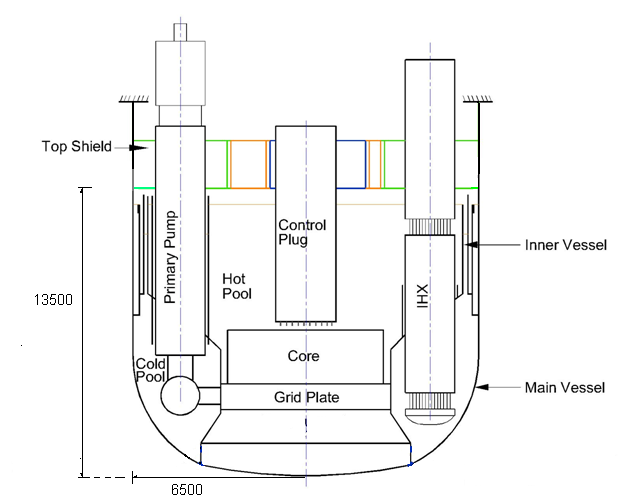 Top Shield
Primary Pump
Control
Plug
Inner Vessel
Hot
Pool
IHX
13500
Core
Cold
Pool
Main Vessel
Grid Plate
6500